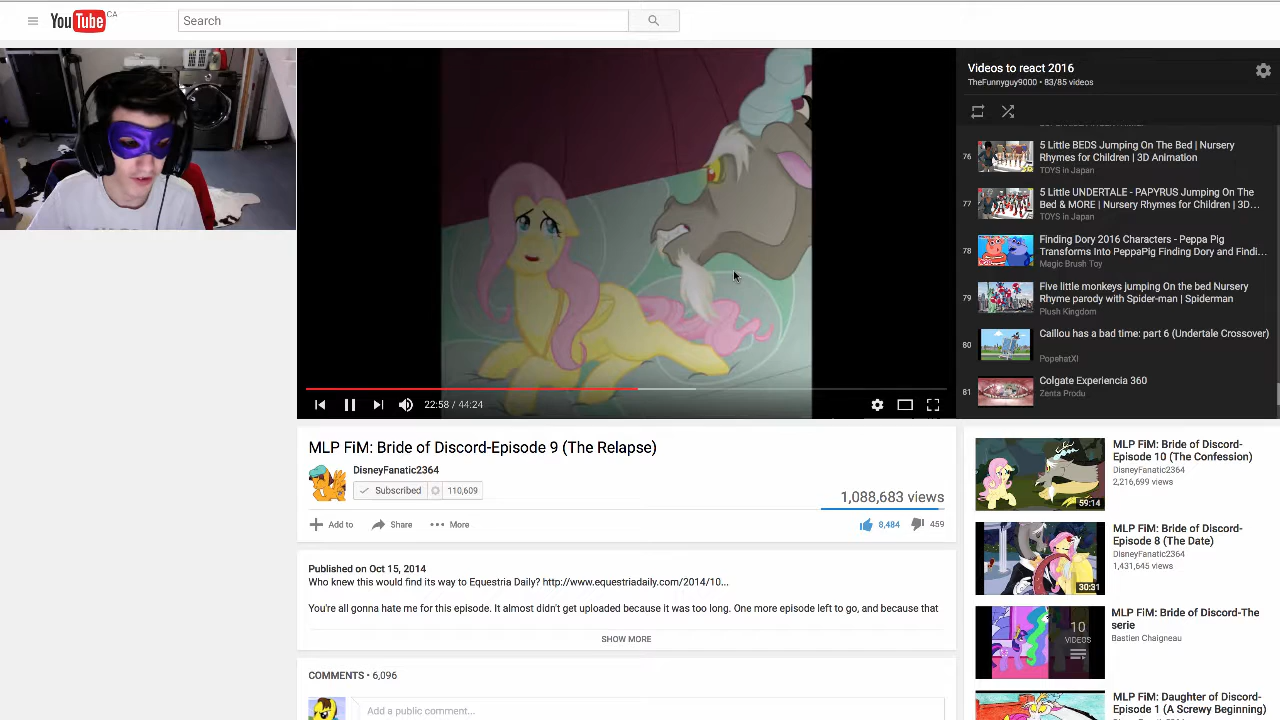 YouTube CA
Search
Videos to react 2016
TheFunnyguy9000 • 83/85 videos
76
5 Little BEDS Jumping On The Bed | Nursery
Rhymes for Children | 3D Animation
TOYS in Japan
77
5 Little UNDERTALE - PAPYRUS Jumping On The
Bed & MORE | Nursery Rhymes for Children | 3D...
TOYS in Japan
78
Finding Dory 2016 Characters - Peppa Pig
Transforms Into PeppaPig Finding Dory and Findi...
Magic Brush Toy
79
Five little monkeys jumping On the bed Nursery
Rhyme parody with Spider-man | Spiderman
Plush Kingdom
80
Caillou has a bad time: part 6 (Undertale Crossover)
PopehatXI
81
Colgate Experiencia 360
Zenta Produ
22:58 / 44:24
MLP FiM: Bride of Discord-Episode 9 (The Relapse)
DisneyFanatic2364
Subscribed 110,609
1,088,683 views
Add to Share More
8,484 459
Published on Oct 15, 2014
Who knew this would find its way to Equestria Daily? http://www.equestriadaily.com/2014/10...
You're all gonna hate me for this episode. It almost didn't get uploaded because it was too long. One more episode left to go, and because that
SHOW MORE
COMMENTS • 6,096
Add a public comment...
MLP FiM: Bride of Discord-
Episode 10 (The Confession)
DisneyFanatic2364
2,216,699 views
59:14
MLP FiM: Bride of Discord-
Episode 8 (The Date)
DisneyFanatic2364
1,431,645 views
30:31
MLP FiM: Bride of Discord-The
serie
Bastien Chaigneau
10
VIDEOS
MLP FiM: Daughter of Discord-
Episode 1 (A Screwy Beginning)
DisneyFanatic2364